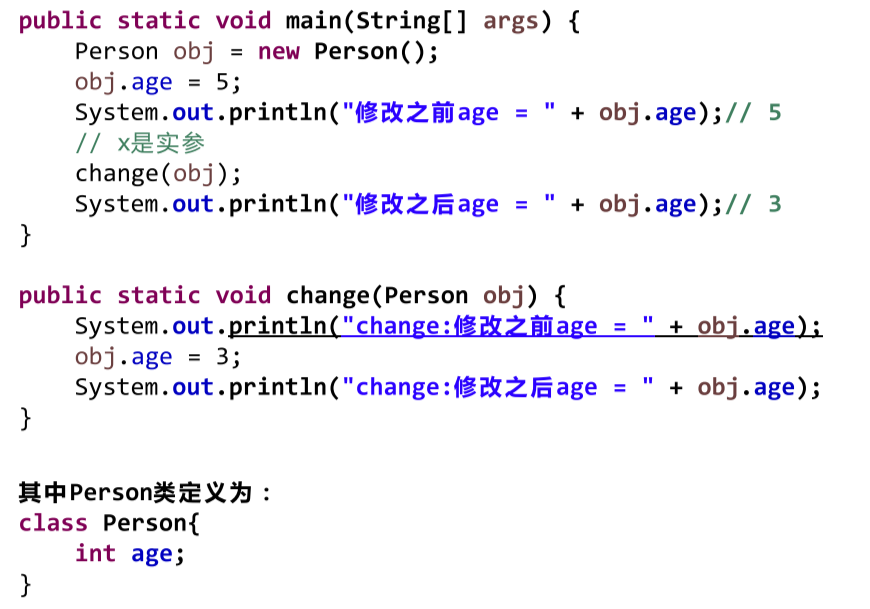 public static void main(String[] args) {
    Person obj = new Person();
    obj.age = 5;
    System.out.println("修改之前age = " + obj.age);// 5
    // x是实参
    change(obj);
    System.out.println("修改之后age = " + obj.age);// 3
}
public static void change(Person obj) {
    System.out.println("change:修改之前age = " + obj.age);
    obj.age = 3;
    System.out.println("change:修改之后age = " + obj.age);
}
其中Person类定义为：
class Person{
    int age;
}